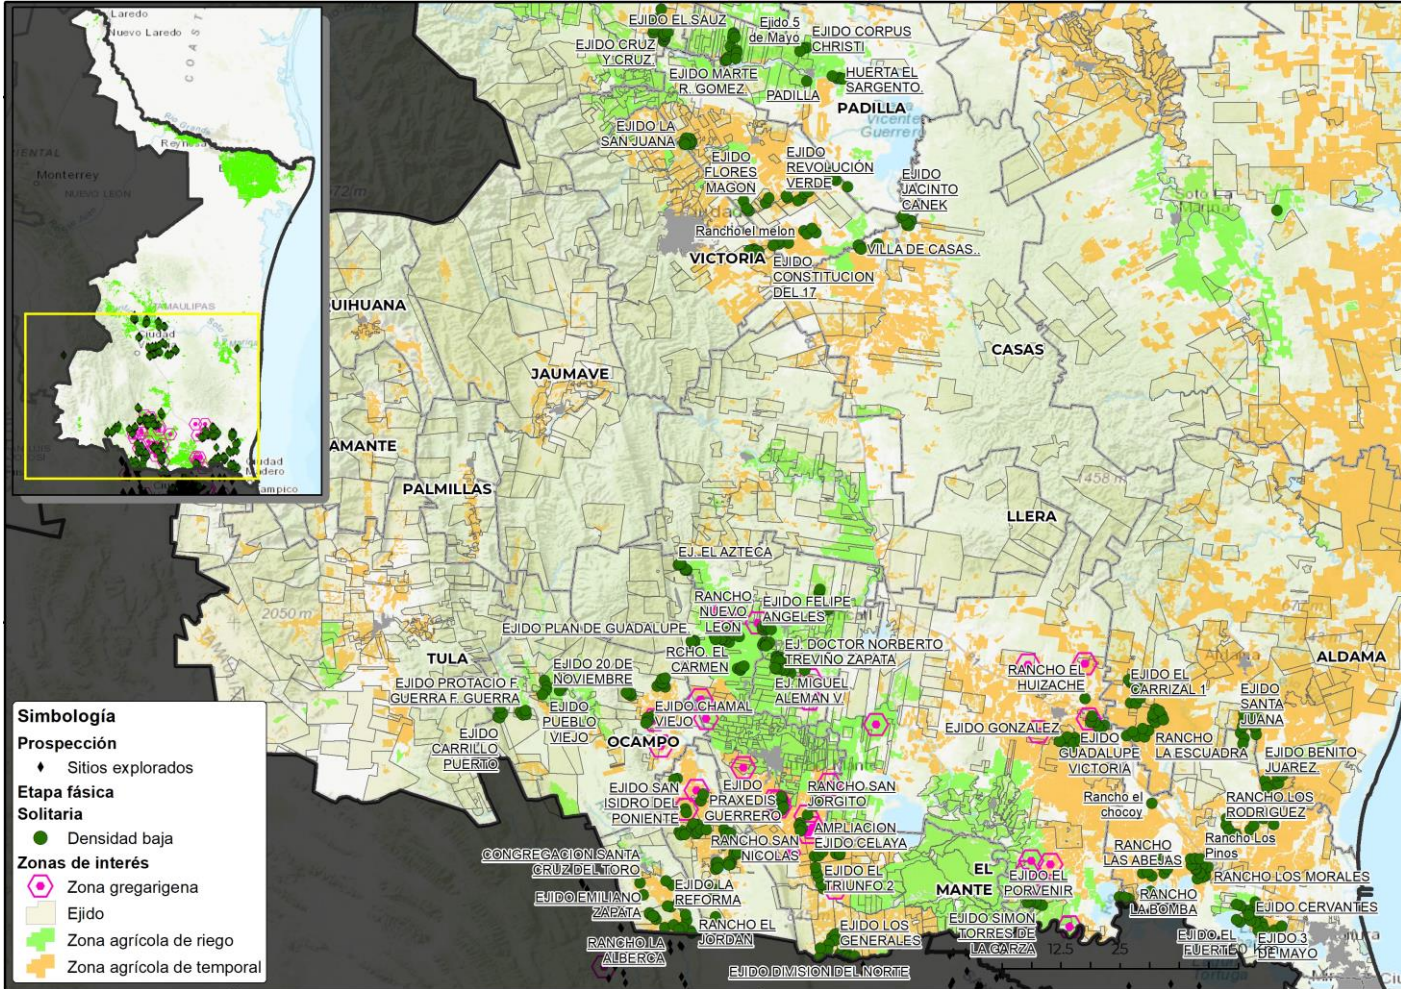 Laredo
Nuevo Laredo
COAST
Rio Grande
Reynosa
Monterrey
NUEVO LEON
TAMAULIPAS
Ciudad
Ciudad
Madero
Tampico
EJIDO EL SAUZ
Ejido 5
de Mayo
EJIDO CRUZ
Y CRUZ.
EJIDO CORPUS
CHRISTI
EJIDO MARTE
R. GOMEZ.
PADILLA
HUERTA EL
SARGENTO.
PADILLA
Vicente
Guerrero
EJIDO LA
SAN JUANA
EJIDO
FLORES
MAGON
EJIDO
REVOLUCIÓN
VERDE
EJIDO
JACINTO
CANEK
Soto La
Marina
Ciudad
Rancho el melon
VICTORIA
VILLA DE CASAS..
EJIDO
CONSTITUCION
DEL 17
UIHUANA
CASAS
JAUMAVE
AMANTE
PALMILLAS
1458 m
LLERA
2050 m
EJ. EL AZTECA
RANCHO
NUEVO
LEON
EJIDO FELIPE
ANGELES
EJIDO PLAN DE GUADALUPE.
RCHO. EL
CARMEN
EJ. DOCTOR NORBERTO
TREVIÑO ZAPATA
TULA
EJIDO PROTACIO F.
GUERRA F. GUERRA
EJIDO 20 DE
NOVIEMBRE
EJ. MIGUEL
ALEMAN V.
RANCHO EL
HUIZACHE
EJIDO EL
CARRIZAL 1
Aldama
ALDAMA
EJIDO
PUEBLO
VIEJO
EJIDO CHAMAL
VIEJO
EJIDO
CARRILLO
PUERTO
OCAMPO
EJIDO GONZALEZ
EJIDO
GUADALUPE
VICTORIA
RANCHO
LA ESCUADRA
EJIDO
SANTA
JUANA
EJIDO BENITO
JUAREZ.
EJIDO SAN
ISIDRO DEL
PONIENTE
EJIDO
PRAXEDIS
GUERRERO
RANCHO SAN
JORGITO
Rancho el
chocoy
RANCHO LOS
RODRIGUEZ
AMPLIACION
EJIDO CELAYA
RANCHO SAN
NICOLAS
Rancho Los
Pinos
CONGREGACION SANTA
CRUZ DEL TORO
EJIDO EL
TRIUNFO 2
EL
MANTE
EJIDO EL
PORVENIR
RANCHO
LAS ABEJAS
RANCHO LOS MORALES
EJIDO EMILIANO
ZAPATA
EJIDO LA
REFORMA
RANCHO
LA BOMBA
EJIDO CERVANTES
RANCHO EL
JORDAN
EJIDO LOS
GENERALES
EJIDO SIMON
TORRES DE
LA GARZA
EJIDO EL
FUERTE
EJIDO 3
DE MAYO
RANCHO LA
ALBERCA
EJIDO DIVISION DEL NORTE
12.5
25
Simbología
Prospección
Sitios explorados
Etapa fásica
Solitaria
Densidad baja
Zonas de interés
Zona gregarigena
Ejido
Zona agrícola de riego
Zona agrícola de temporal